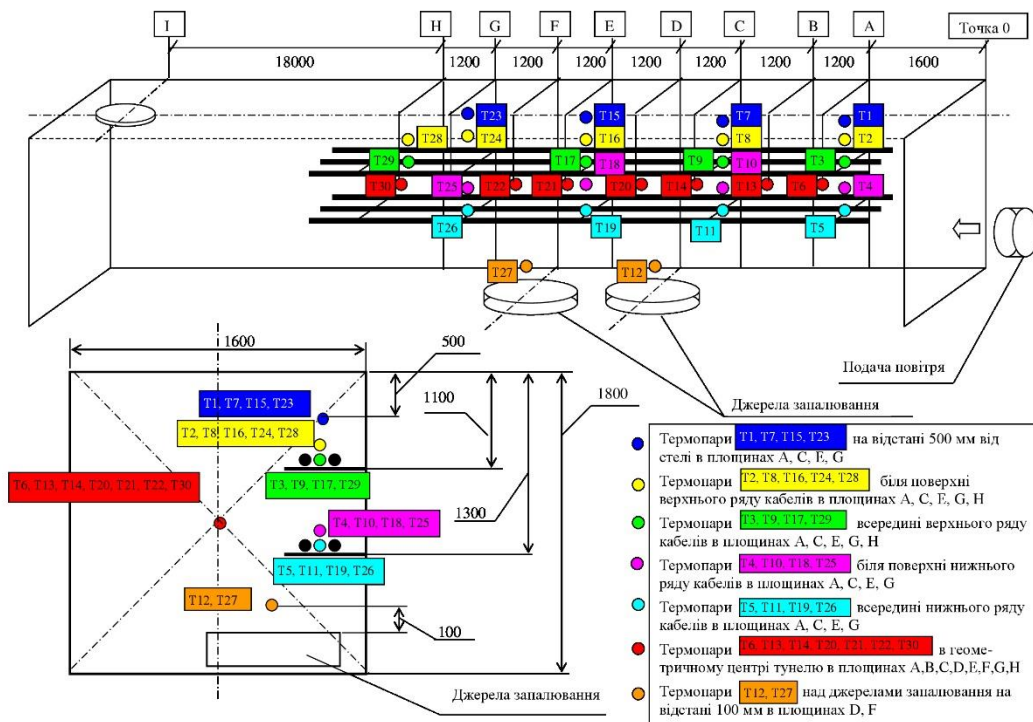 I H G F E D C B A Точка 0
18000 1200 1200 1200 1200 1200 1200 1200 1600
T23 T15 T7 T1
T28 T24 T16 T8 T2
T29 T17 T18 T9 T10 T3
T30 T25 T22 T21 T20 T14 T13 T6 T4
T26 T19 T11 T5
T27 T12
Подача повітря
Джерела запалювання
1600
500
1100
1800
1300
100
T1, T7, T15, T23
T2, T8, T16, T24, T28
T3, T9, T17, T29
T6, T13, T14, T20, T21, T22, T30
T4, T10, T18, T25
T5, T11, T19, T26
T12, T27
Джерела запалювання
Термопари T1, T7, T15, T23 на відстані 500 мм від
стелі в площинах A, C, E, G
Термопари T2, T8, T16, T24, T28 біля поверхні
верхнього ряду кабелів в площинах A, C, E, G, H
Термопари T3, T9, T17, T29 всередині верхнього ряду
кабелів в площинах A, C, E, G, H
Термопари T4, T10, T18, T25 біля поверхні нижнього
ряду кабелів в площинах A, C, E, G
Термопари T5, T11, T19, T26 всередині нижнього ряду
кабелів в площинах A, C, E, G
Термопари T6, T13, T14, T20, T21, T22, T30 в геоме-
тричному центрі тунелю в площинах A,B,C,D,E,F,G,H
Термопари T12, T27 над джерелами запалювання на
відстані 100 мм в площинах D, F